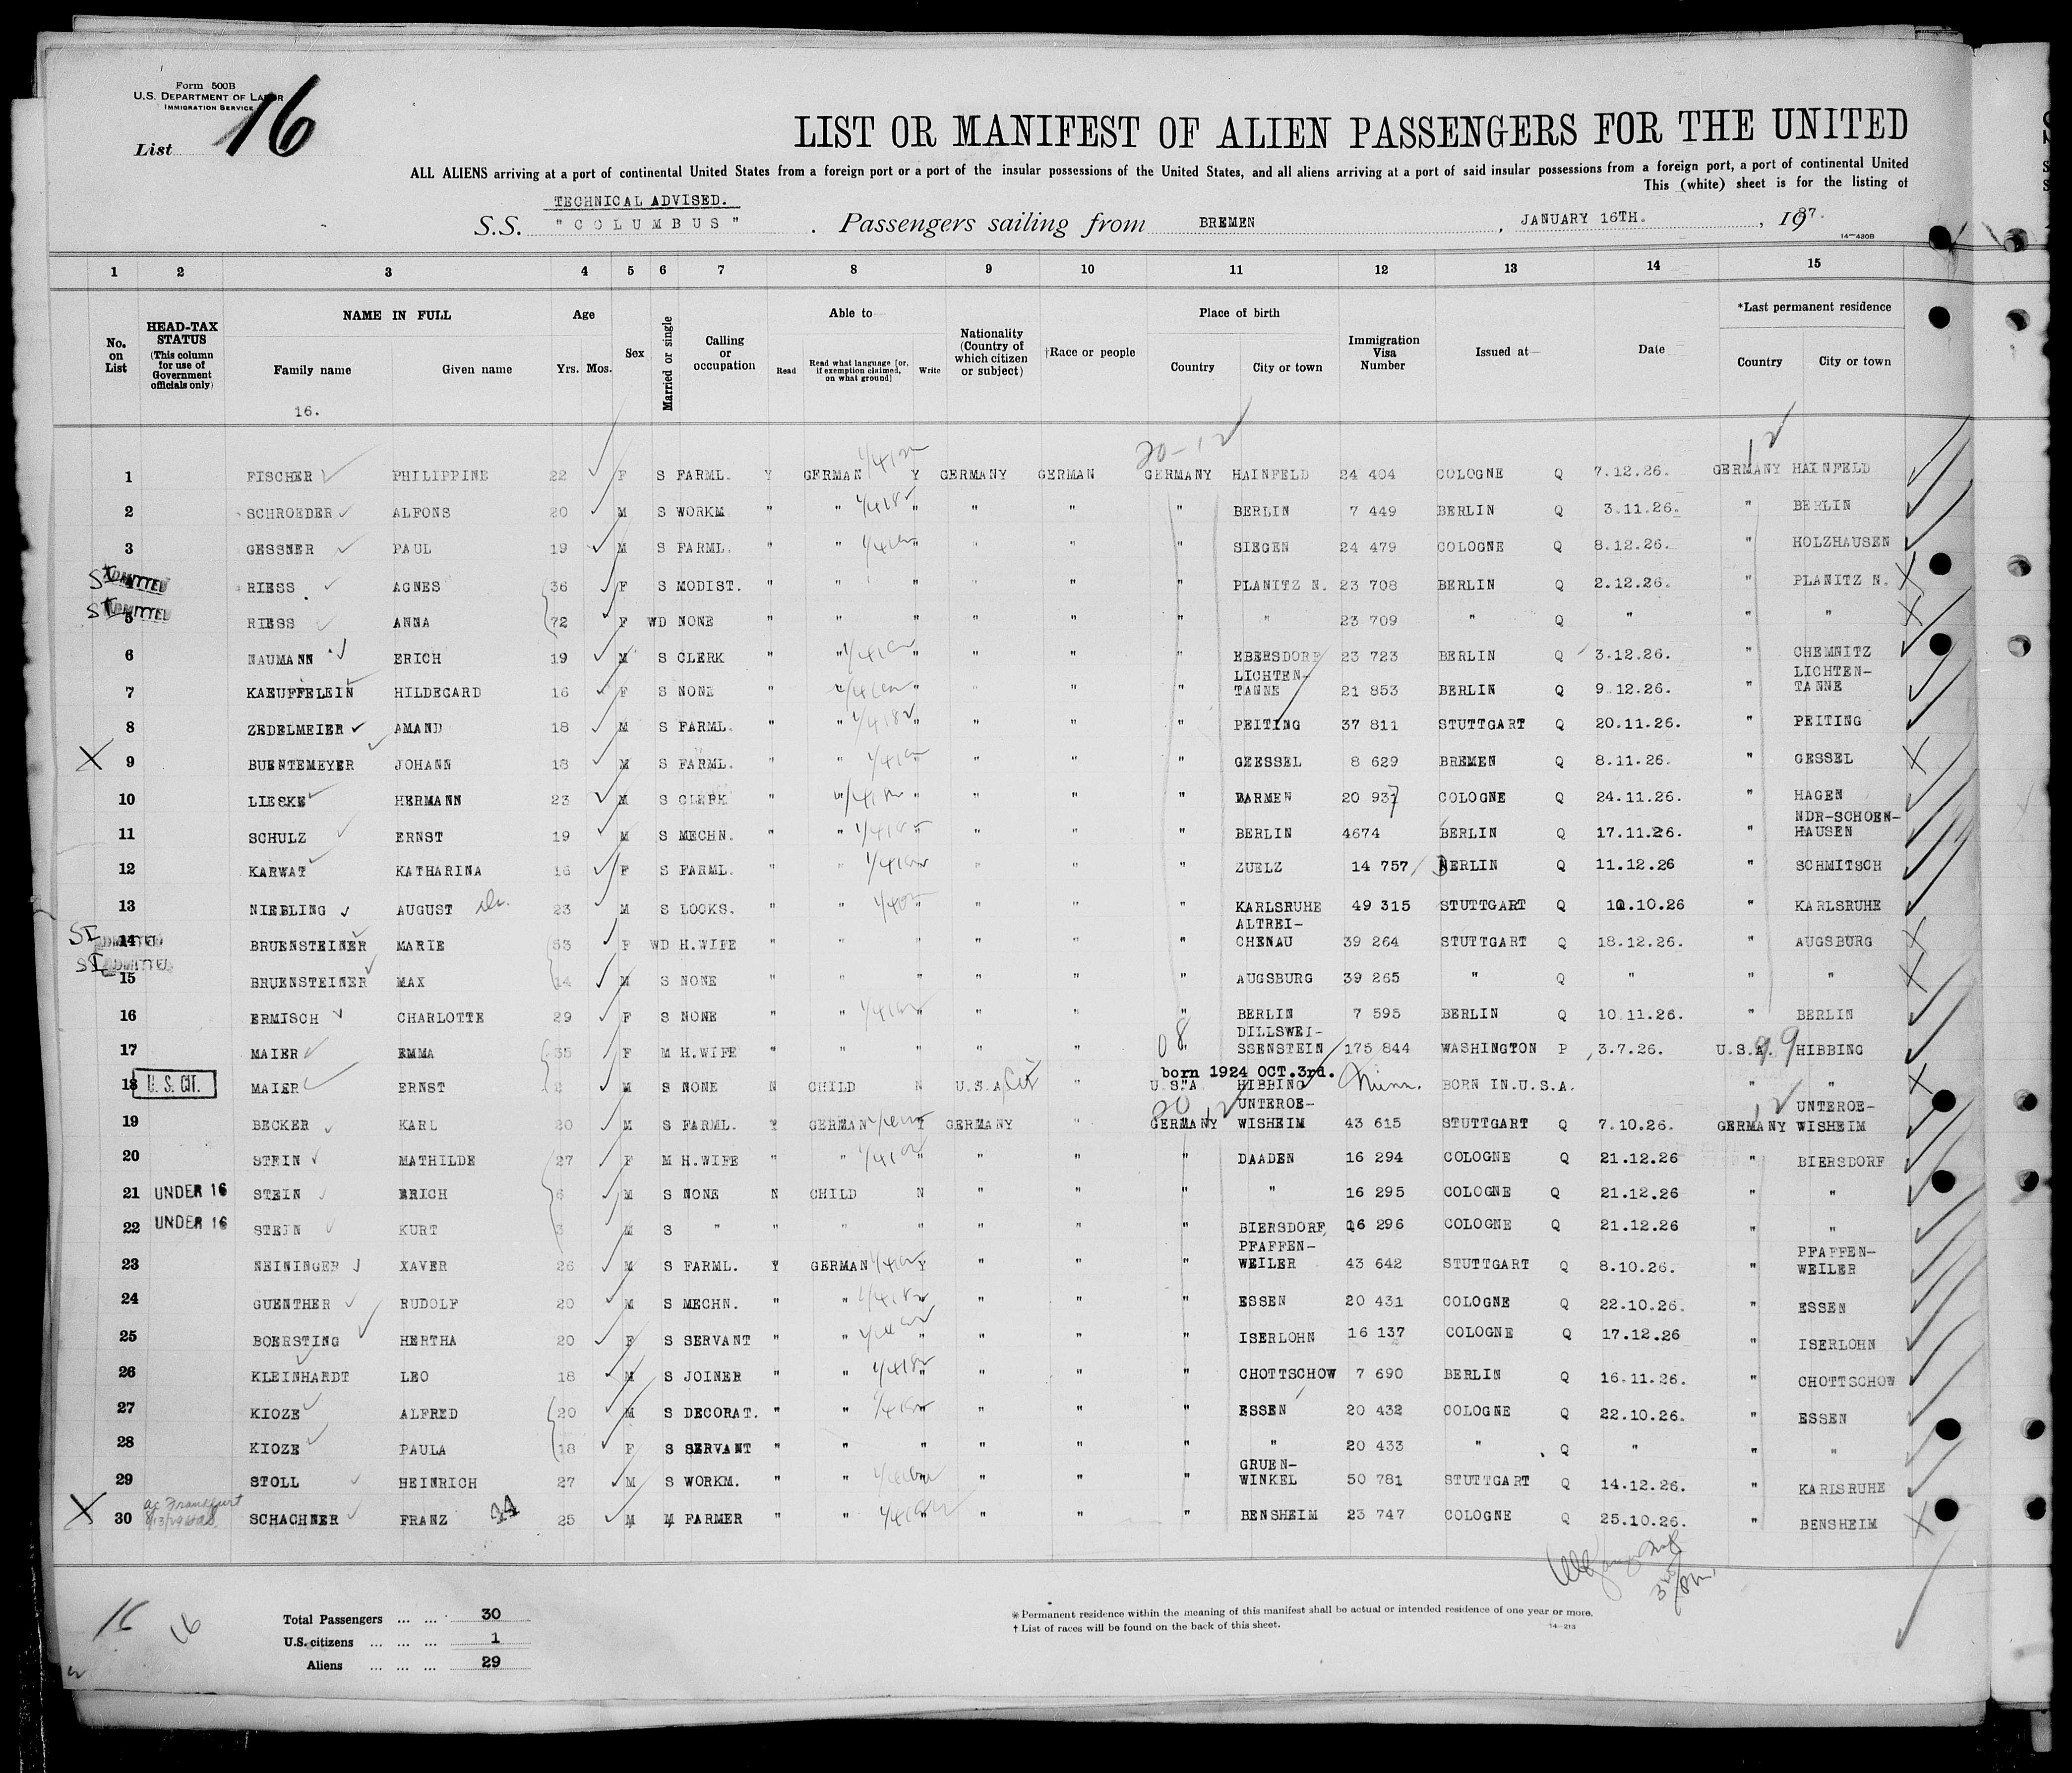 Form 500B
U.S. DEPARTMENT OF LABOR
IMMIGRATION SERVICE
List 16
LIST OR MANIFEST OF ALIEN PASSENGERS FOR THE UNITED
ALL ALIENS arriving at a port of continental United States from a foreign port or a port of the insular possessions of the United States, and all aliens arriving at a port of said insular possessions from a foreign port, a port of continental United
This (white) sheet is for the listing of
TECHNICAL ADVISED.
S.S. "COLUMBUS". Passengers sailing from BREMEN, JANUARY 16TH., 1927.
14—430B
1 2 3 4 5 6 7 8 9 10 11 12 13 14 15
No. on List
HEAD-TAX STATUS (This column for use of Government officials only)
NAME IN FULL
Family name Given name
Age
Yrs. Mos.
Sex
Married or single
Calling or occupation
Able to—
Read
Read what language [or, if exemption claimed, on what ground]
Write
Nationality (Country of which citizen or subject)
†Race or people
Place of birth
Country City or town
Immigration Visa Number
Issued at—
Date
*Last permanent residence
Country City or town
16.
20-12 12
1 FISCHER PHILIPPINE 22 F S FARML. Y GERMAN Y GERMANY GERMAN GERMANY HAINFELD 24 404 COLOGNE Q 7.12.26. GERMANY HAINFELD
2 SCHROEDER ALFONS 20 M S WORKM " " " " " " BERLIN 7 449 BERLIN Q 3.11.26. " BERLIN
3 GESSNER PAUL 19 M S FARML. " " " " " " SIEGEN 24 479 COLOGNE Q 8.12.26. " HOLZHAUSEN
SI ADMITTED 4 RIESS AGNES 36 F S MODIST. " " " " " " PLANITZ N. 23 708 BERLIN Q 2.12.26. " PLANITZ N.
SI ADMITTED 5 RIESS ANNA 72 F WD NONE " " " " " " " 23 709 " Q " " "
6 NAUMANN ERICH 19 M S CLERK " " " " " " EBERSDORF 23 723 BERLIN Q 3.12.26. " CHEMNITZ
7 KAEUFFELEIN HILDEGARD 16 F S NONE " " " " " " LICHTEN-TANNE 21 853 BERLIN Q 9.12.26. " LICHTEN-TANNE
8 ZEDELMEIER AMAND 18 M S FARML. " " " " " " PEITING 37 811 STUTTGART Q 20.11.26. " PEITING
X 9 BUENTEMEYER JOHANN 18 M S FARML. " " " " " " GEESSEL 8 629 BREMEN Q 8.11.26. " GESSEL X
10 LIESKE HERMANN 23 M S CLERK " " " " " " BARMEN 20 937 COLOGNE Q 24.11.26. " HAGEN
11 SCHULZ ERNST 19 M S MECHN. " " " " " " BERLIN 4674 BERLIN Q 17.11.26. " NDR-SCHOEN-HAUSEN
12 KARWAT KATHARINA 16 F S FARML. " " " " " " ZUELZ 14 757 BERLIN Q 11.12.26 " SCHMITSCH
13 NIEBLING AUGUST 23 M S LOCKS. " " " " " " KARLSRUHE 49 315 STUTTGART Q 10.26 " KARLSRUHE
SI ADMITTED 14 BRUENSTEINER MARIE 53 F WD H.WIFE " " " " " " ALTREI-CHENAU 39 264 STUTTGART Q 18.12.26. " AUGSBURG
SI ADMITTED 15 BRUENSTEINER MAX 14 M S NONE " " " " " " AUGSBURG 39 265 " Q " " "
16 ERMISCH CHARLOTTE 29 F S NONE " " " " " " BERLIN 7 595 BERLIN Q 10.11.26. " BERLIN
17 MAIER EMMA 35 F M H.WIFE " " " " " 08 " DILLSWEI-SSENSTEIN 175 844 WASHINGTON P 3.7.26. U.S.A. 99 HIBBING
born 1924 OCT.3rd.
18 U.S. CIT. MAIER ERNST 2 M S NONE N CHILD N U.S.A. Cit " U.S.A HIBBING Minn. BORN IN.U.S.A. " "
19 BECKER KARL 20 M S FARML. Y GERMAN Y GERMANY " 20 12 GERMANY UNTEROE-WISHEIM 43 615 STUTTGART Q 7.10.26. 12 GERMANY UNTEROE-WISHEIM
20 STEIN MATHILDE 27 F M H.WIFE " " " " " " DAADEN 16 294 COLOGNE Q 21.12.26 " BIERSDORF
21 UNDER 16 STEIN ERICH 6 M S NONE N CHILD N " " " " 16 295 COLOGNE Q 21.12.26 " "
22 UNDER 16 STEIN KURT 3 M S " " " " " " " BIERSDORF 16 296 COLOGNE Q 21.12.26 " "
23 NEININGER XAVER 26 M S FARML. Y GERMAN Y " " " PFAFFEN-WEILER 43 642 STUTTGART Q 8.10.26. " PFAFFEN-WEILER
24 GUENTHER RUDOLF 20 M S MECHN. " " " " " " ESSEN 20 431 COLOGNE Q 22.10.26. " ESSEN
25 BOERSTING HERTHA 20 F S SERVANT " " " " " " ISERLOHN 16 137 COLOGNE Q 17.12.26 " ISERLOHN
26 KLEINHARDT LEO 18 M S JOINER " " " " " " CHOTTSCHOW 7 690 BERLIN Q 16.11.26. " CHOTTSCHOW
27 KIOZE ALFRED 20 M S DECORAT. " " " " " " ESSEN 20 432 COLOGNE Q 22.10.26. " ESSEN
28 KIOZE PAULA 18 F S SERVANT " " " " " " " 20 433 " Q " " "
29 STOLL HEINRICH 27 M S WORKM. " " " " " " GRUEN-WINKEL 50 781 STUTTGART Q 14.12.26. " KARLSRUHE
X 30 SCHACHNER FRANZ 25 M M FARMER " " " " " " BENSHEIM 23 747 COLOGNE Q 25.10.26. " BENSHEIM X
16 16
Total Passengers ... ... 30
U.S. citizens ... ... ... 1
Aliens ... ... ... 29
* Permanent residence within the meaning of this manifest shall be actual or intended residence of one year or more.
† List of races will be found on the back of this sheet.
14—213